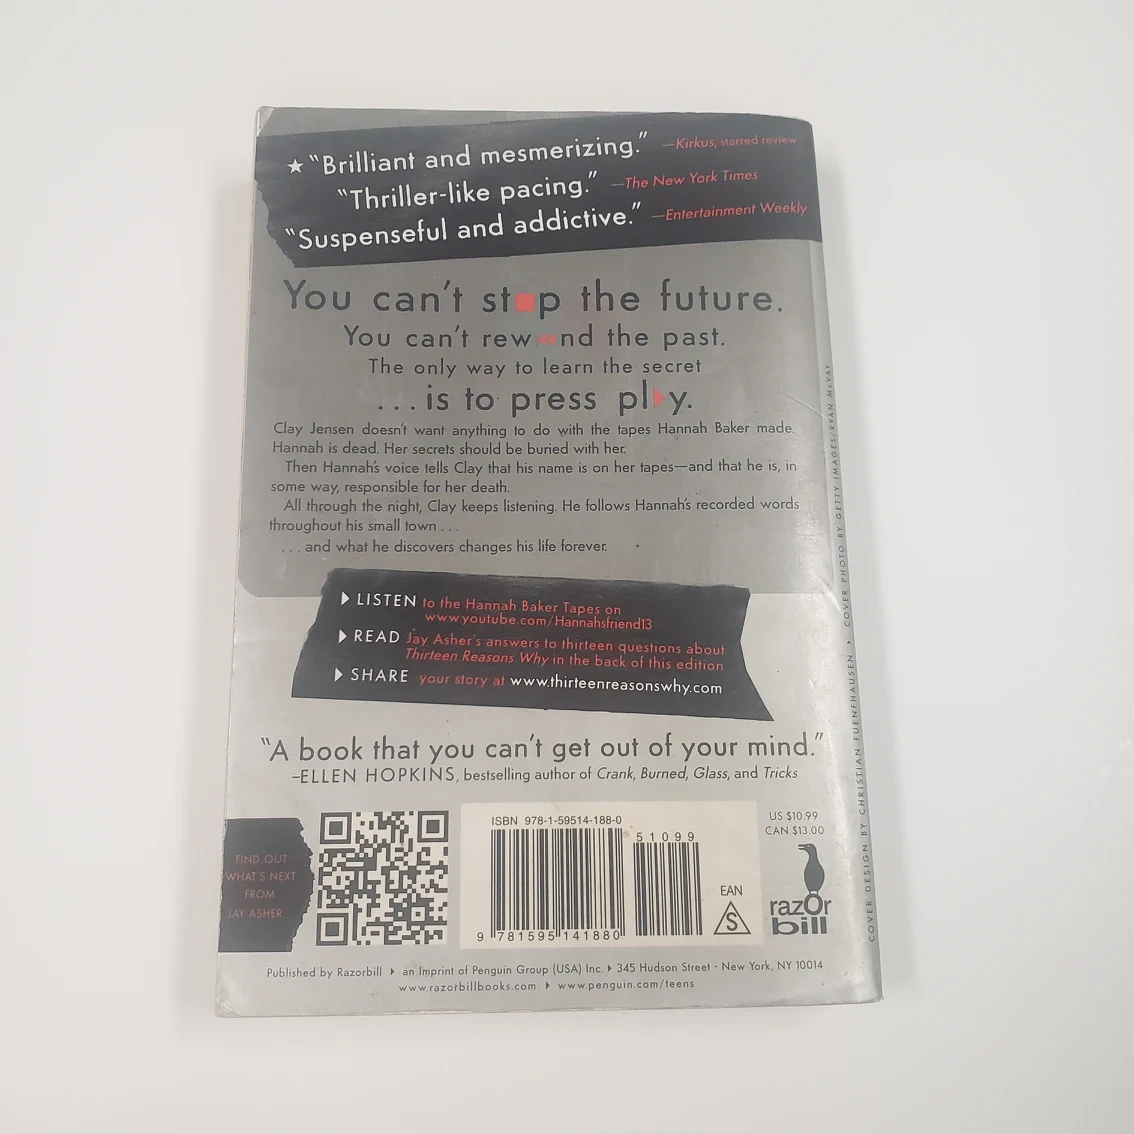 ★ "Brilliant and mesmerizing." —Kirkus, starred review
"Thriller-like pacing." —The New York Times
"Suspenseful and addictive." —Entertainment Weekly
You can't st■p the future.
You can't rew◀◀nd the past.
The only way to learn the secret
...is to press pl▶y.
Clay Jensen doesn't want anything to do with the tapes Hannah Baker made.
Hannah is dead. Her secrets should be buried with her.
Then Hannah's voice tells Clay that his name is on her tapes—and that he is, in
some way, responsible for her death.
All through the night, Clay keeps listening. He follows Hannah's recorded words
throughout his small town . . .
. . . and what he discovers changes his life forever.
▶ LISTEN to the Hannah Baker Tapes on
www.youtube.com/Hannahsfriend13
▶ READ Jay Asher's answers to thirteen questions about
Thirteen Reasons Why in the back of this edition
▶ SHARE your story at www.thirteenreasonswhy.com
"A book that you can't get out of your mind."
–ELLEN HOPKINS, bestselling author of Crank, Burned, Glass, and Tricks
FIND OUT
WHAT'S NEXT
FROM
JAY ASHER
ISBN 978-1-59514-188-0
51099
9 781595 141880
EAN
S
US $10.99
CAN $13.00
razOr
bill
Published by Razorbill ▶ an Imprint of Penguin Group (USA) Inc. ▶ 345 Hudson Street · New York, NY 10014
www.razorbillbooks.com ▶ www.penguin.com/teens
COVER DESIGN BY CHRISTIAN FUENFHAUSEN ▶ COVER PHOTO BY GETTY IMAGES/RYAN MCVAY